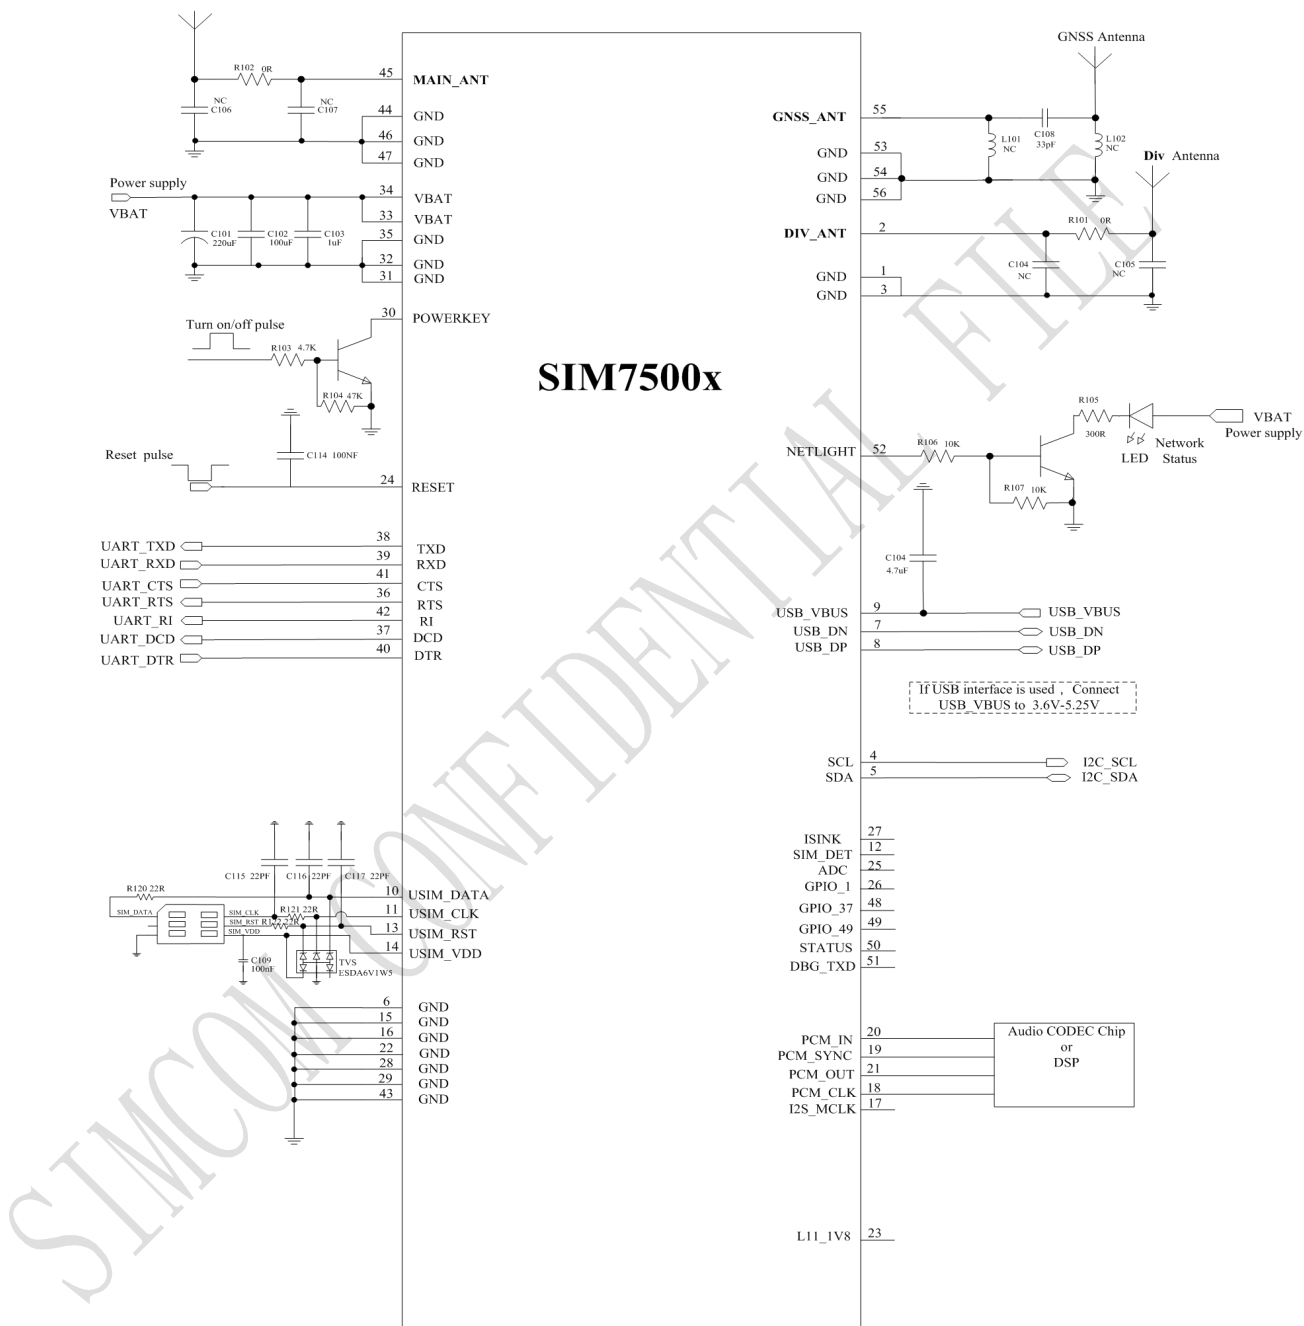 GNSS Antenna
R102 0R
45
MAIN_ANT
NC
C106
NC
C107
44
GND
46
GND
47
GND
55
GNSS_ANT
L101
NC
C108
33pF
L102
NC
53
GND
54
GND
56
GND
Div Antenna
Power supply
VBAT
34
VBAT
33
VBAT
C101
220uF
C102
100uF
C103
1uF
35
GND
32
GND
31
GND
2
DIV_ANT
R101 0R
C104
NC
C105
NC
1
GND
3
GND
30
POWERKEY
Turn on/off pulse
R103 4.7K
R104 47K
SIM7500x
C114 100NF
Reset pulse
24
RESET
NETLIGHT
52
R106 10K
R107 10K
R105
300R
LED
Network
Status
VBAT
Power supply
UART_TXD
38
TXD
UART_RXD
39
RXD
UART_CTS
41
CTS
UART_RTS
36
RTS
UART_RI
42
RI
UART_DCD
37
DCD
UART_DTR
40
DTR
C104
4.7uF
USB_VBUS
9
USB_VBUS
USB_DN
7
USB_DN
USB_DP
8
USB_DP
If USB interface is used , Connect
USB_VBUS to 3.6V-5.25V
SCL
4
I2C_SCL
SDA
5
I2C_SDA
ISINK
27
SIM_DET
12
ADC
25
GPIO_1
26
GPIO_37
48
GPIO_49
49
STATUS
50
DBG_TXD
51
C115 22PF
C116 22PF
C117 22PF
R120 22R
10
USIM_DATA
SIM_DATA
SIM_CLK
R121 22R
11
USIM_CLK
SIM_RST
R122 22R
13
USIM_RST
SIM_VDD
14
USIM_VDD
C109
100nF
TVS
ESDA6V1W5
6
GND
15
GND
16
GND
22
GND
28
GND
29
GND
43
GND
PCM_IN
20
PCM_SYNC
19
PCM_OUT
21
PCM_CLK
18
I2S_MCLK
17
Audio CODEC Chip
or
DSP
L11_1V8
23
SIMCOM CONFIDENTIAL FILE